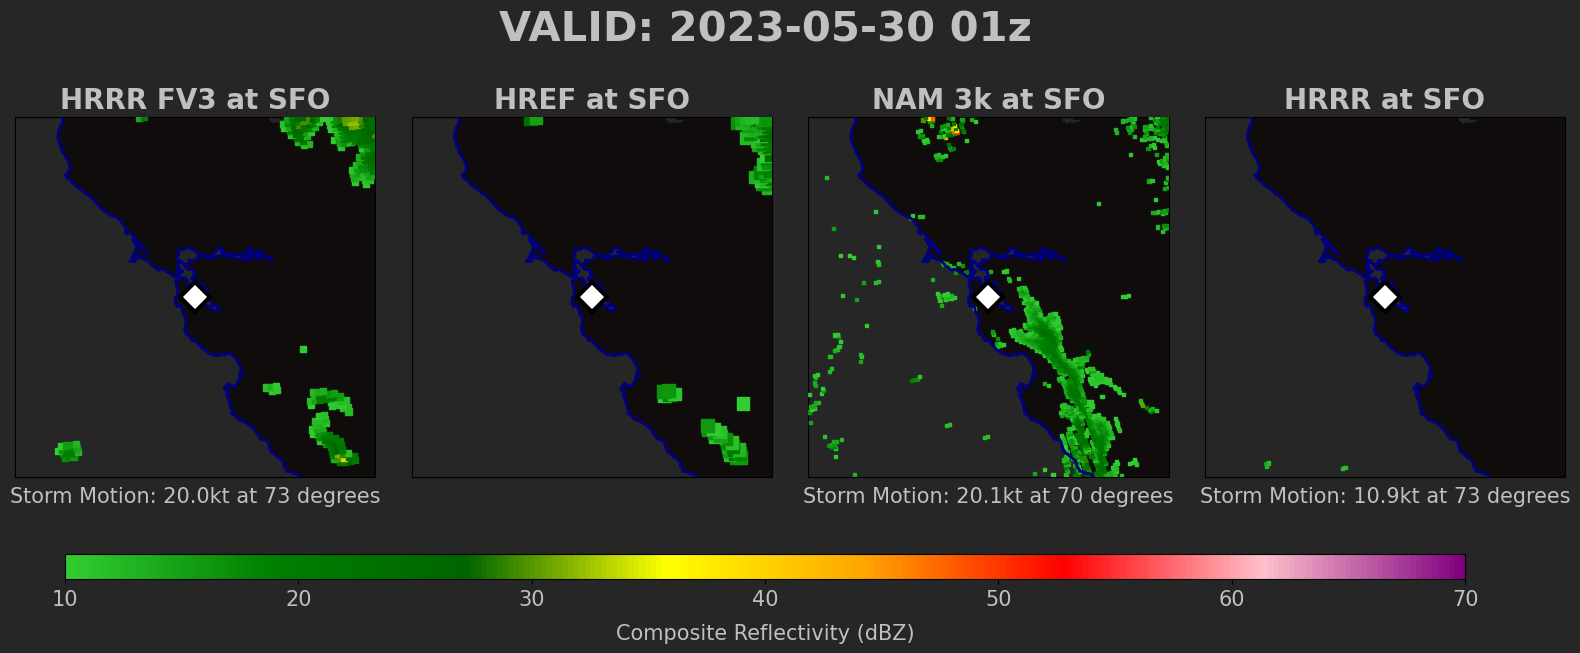 VALID: 2023-05-30 01z
HRRR FV3 at SFO
HREF at SFO
NAM 3k at SFO
HRRR at SFO
Storm Motion: 20.0kt at 73 degrees
Storm Motion: 20.1kt at 70 degrees
Storm Motion: 10.9kt at 73 degrees
10 20 30 40 50 60 70
Composite Reflectivity (dBZ)